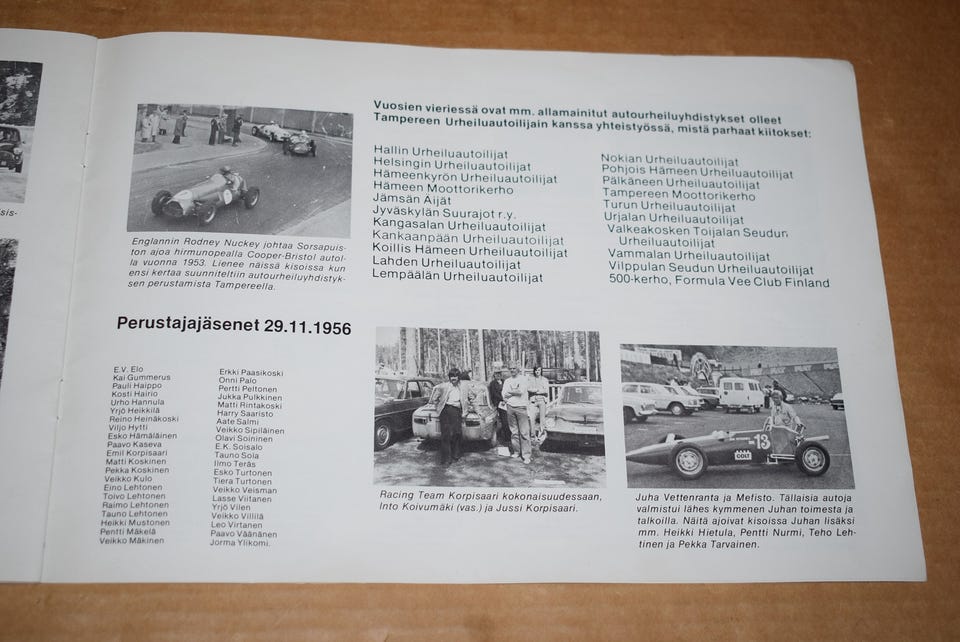 sis-
Englannin Rodney Nuckey johtaa Sorsapuis-
ton ajoa hirmunopealla Cooper-Bristol autol-
la vuonna 1953. Lienee näissä kisoissa kun
ensi kertaa suunniteltiin autourheiluyhdistyk-
sen perustamista Tampereella.
Vuosien vieriessä ovat mm. allamainitut autourheiluyhdistykset olleet
Tampereen Urheiluautoilijain kanssa yhteistyössä, mistä parhaat kiitokset:
Hallin Urheiluautoilijat
Helsingin Urheiluautoilijat
Hämeenkyrön Urheiluautoilijat
Hämeen Moottorikerho
Jämsän Äijät
Jyväskylän Suurajot r.y.
Kangasalan Urheiluautoilijat
Kankaanpään Urheiluautoilijat
Koillis Hämeen Urheiluautoilijat
Lahden Urheiluautoilijat
Lempäälän Urheiluautoilijat
Nokian Urheiluautoilijat
Pohjois Hämeen Urheiluautoilijat
Pälkäneen Urheiluautoilijat
Tampereen Moottorikerho
Turun Urheiluautoilijat
Urjalan Urheiluautoilijat
Valkeakosken Toijalan Seudun
Urheiluautoilijat
Vammalan Urheiluautoilijat
Vilppulan Seudun Urheiluautoilijat
500-kerho, Formula Vee Club Finland
Perustajajäsenet 29.11.1956
E.V. Elo
Kai Gummerus
Pauli Haippo
Kosti Hairio
Urho Hannula
Yrjö Heikkilä
Reino Heinäkoski
Viljo Hytti
Esko Hämäläinen
Paavo Kaseva
Emil Korpisaari
Matti Koskinen
Pekka Koskinen
Veikko Kulo
Eino Lehtonen
Toivo Lehtonen
Raimo Lehtonen
Tauno Lehtonen
Heikki Mustonen
Pentti Mäkelä
Veikko Mäkinen
Erkki Paasikoski
Onni Palo
Pertti Peltonen
Jukka Pulkkinen
Matti Rintakoski
Harry Saaristo
Aate Salmi
Veikko Sipiläinen
Olavi Soininen
E.K. Soisalo
Tauno Sola
Ilmo Teräs
Esko Turtonen
Tiera Turtonen
Veikko Veisman
Lasse Viitanen
Yrjö Vilen
Veikko Villilä
Leo Virtanen
Paavo Väänänen
Jorma Ylikomi.
Racing Team Korpisaari kokonaisuudessaan,
Into Koivumäki (vas.) ja Jussi Korpisaari.
13
COLT
Juha Vettenranta ja Mefisto. Tällaisia autoja
valmistui lähes kymmenen Juhan toimesta ja
talkoilla. Näitä ajoivat kisoissa Juhan lisäksi
mm. Heikki Hietula, Pentti Nurmi, Teho Leh-
tinen ja Pekka Tarvainen.